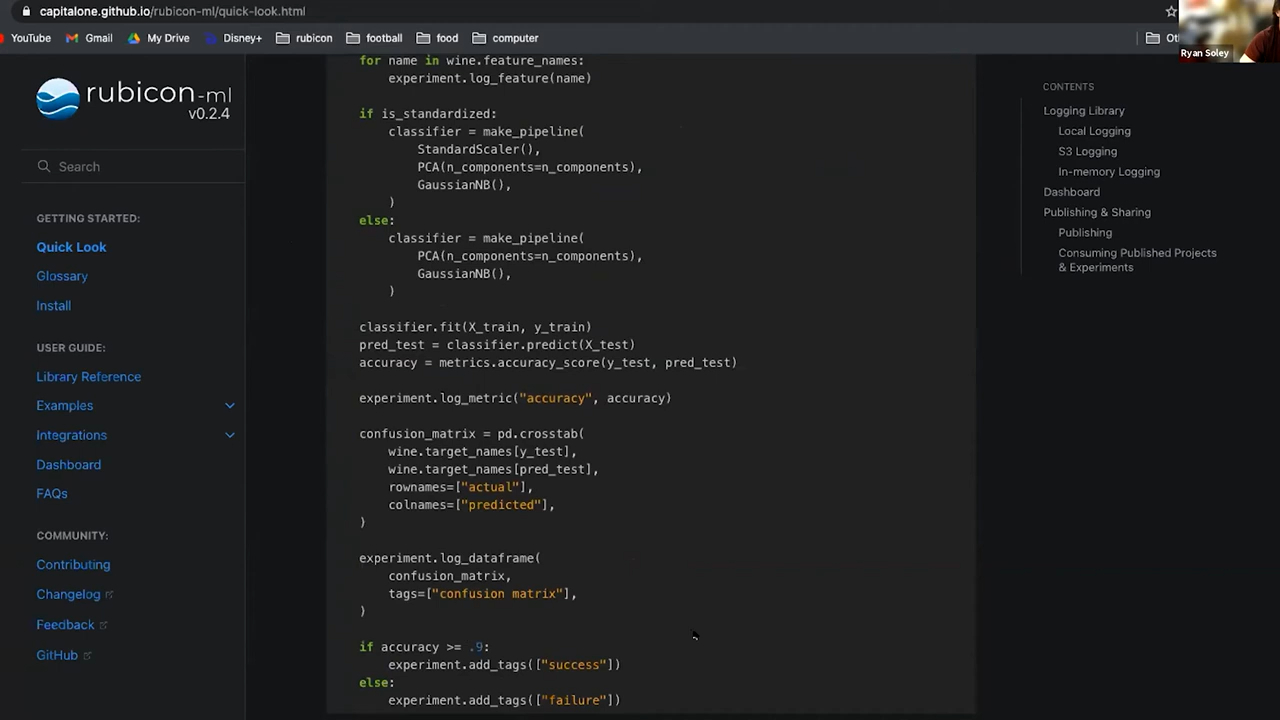 capitalone.github.io/rubicon-ml/quick-look.html
YouTube Gmail My Drive Disney+ rubicon football food computer
Ryan Soley
rubicon-ml
v0.2.4
Search
GETTING STARTED:
Quick Look
Glossary
Install
USER GUIDE:
Library Reference
Examples
Integrations
Dashboard
FAQs
COMMUNITY:
Contributing
Changelog
Feedback
GitHub
for name in wine.feature_names:
experiment.log_feature(name)
if is_standardized:
classifier = make_pipeline(
StandardScaler(),
PCA(n_components=n_components),
GaussianNB(),
)
else:
classifier = make_pipeline(
PCA(n_components=n_components),
GaussianNB(),
)
classifier.fit(X_train, y_train)
pred_test = classifier.predict(X_test)
accuracy = metrics.accuracy_score(y_test, pred_test)
experiment.log_metric("accuracy", accuracy)
confusion_matrix = pd.crosstab(
wine.target_names[y_test],
wine.target_names[pred_test],
rownames=["actual"],
colnames=["predicted"],
)
experiment.log_dataframe(
confusion_matrix,
tags=["confusion matrix"],
)
if accuracy >= .9:
experiment.add_tags(["success"])
else:
experiment.add_tags(["failure"])
CONTENTS
Logging Library
Local Logging
S3 Logging
In-memory Logging
Dashboard
Publishing & Sharing
Publishing
Consuming Published Projects
& Experiments